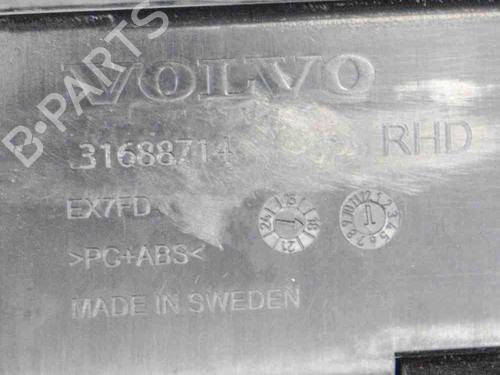 B-PARTS
VOLVO
31688714
RHD
EX7FD
>PC+ABS<
MADE IN SWEDEN